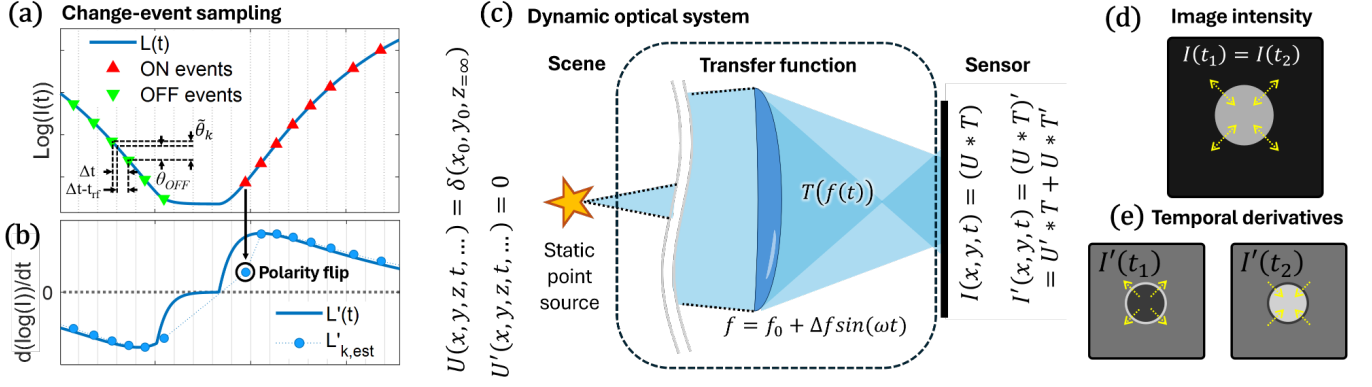 (a)
Change-event sampling
L(t)
ON events
OFF events
Log(I(t))
θ̃k
Δt
Δt-trf
θOFF
(b)
Polarity flip
0
L'(t)
L'k,est
d(log(I))/dt
(c) Dynamic optical system
U(x, y, z, t, ...) = δ(x0, y0, z=∞)
U'(x, y, z, t, ...) = 0
Scene
Static
point
source
Transfer function
T(f(t))
f = f0 + Δfsin(ωt)
Sensor
I(x, y, t) = (U * T)
I'(x, y, t) = (U * T)'
= U' * T + U * T'
(d)
Image intensity
I(t1) = I(t2)
(e) Temporal derivatives
I'(t1)
I'(t2)